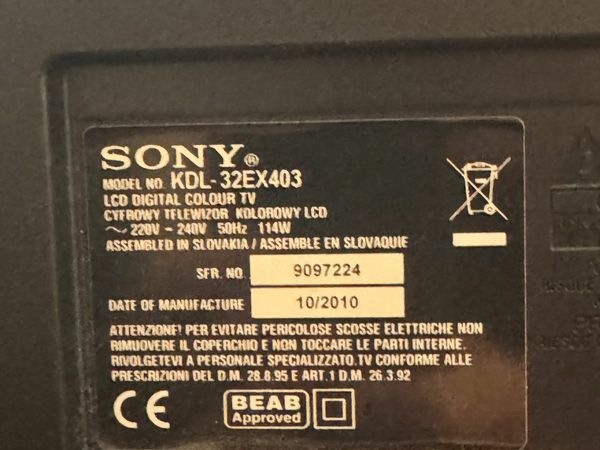 SONY®
MODEL NO. KDL-32EX403
LCD DIGITAL COLOUR TV
CYFROWY TELEWIZOR KOLOROWY LCD
~ 220V - 240V 50Hz 114W
ASSEMBLED IN SLOVAKIA / ASSEMBLE EN SLOVAQUIE
SER. NO. 9097224
DATE OF MANUFACTURE 10/2010
ATTENZIONE! PER EVITARE PERICOLOSE SCOSSE ELETTRICHE NON
RIMUOVERE IL COPERCHIO E NON TOCCARE LE PARTI INTERNE.
RIVOLGETEVI A PERSONALE SPECIALIZZATO.TV CONFORME ALLE
PRESCRIZIONI DEL D.M. 28.8.95 E ART.1 D.M. 26.3.92
CE
BEAB
Approved